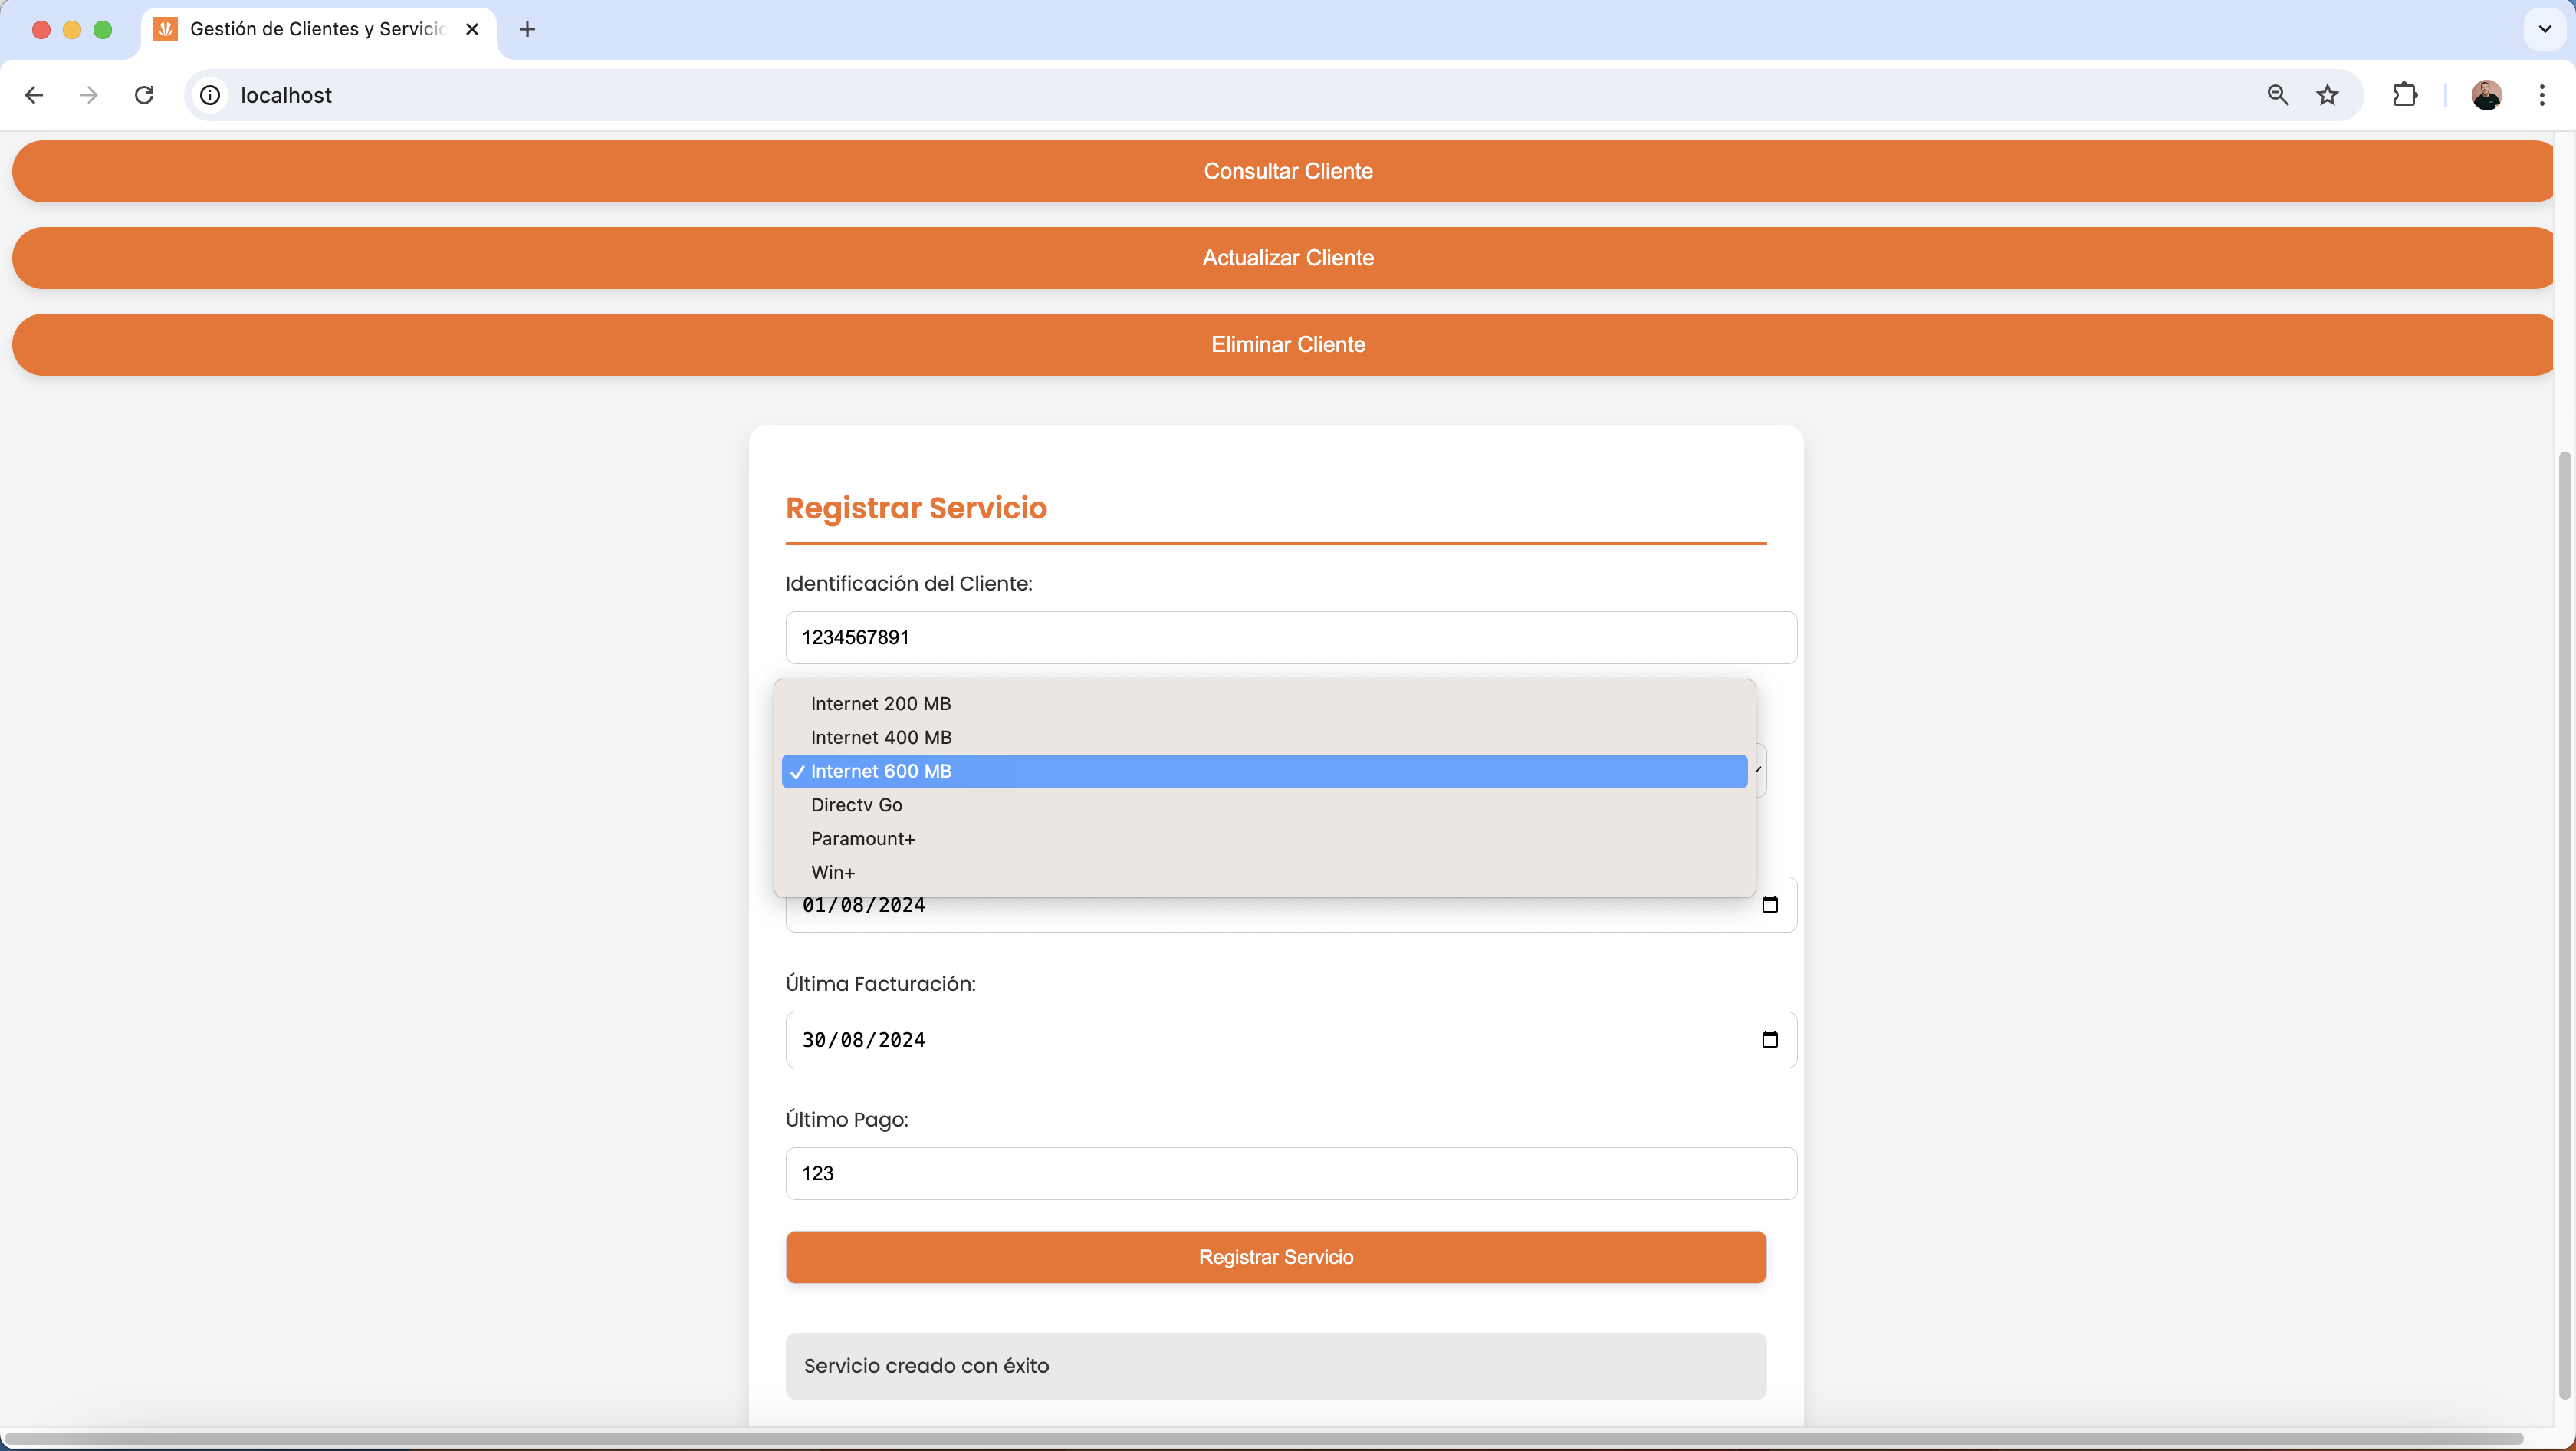 Gestión de Clientes y Servicio
localhost
Consultar Cliente
Actualizar Cliente
Eliminar Cliente
Registrar Servicio
Identificación del Cliente:
1234567891
Internet 200 MB
Internet 400 MB
Internet 600 MB
Directv Go
Paramount+
Win+
01/08/2024
Última Facturación:
30/08/2024
Último Pago:
123
Registrar Servicio
Servicio creado con éxito